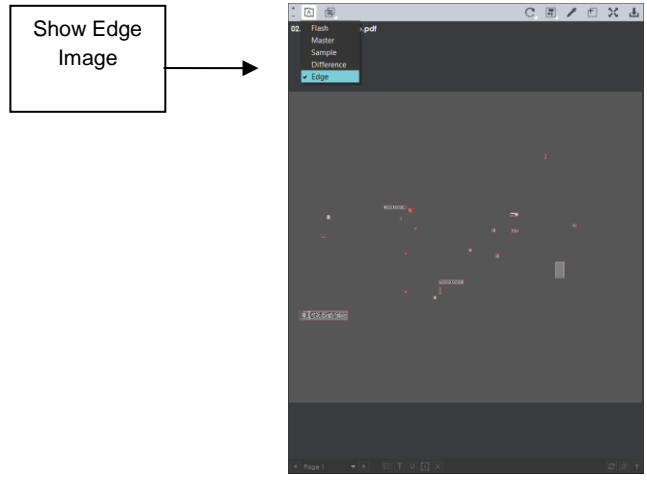 Show Edge
Image
02.
.pdf
Flash
Master
Sample
Difference
Edge
Page 1